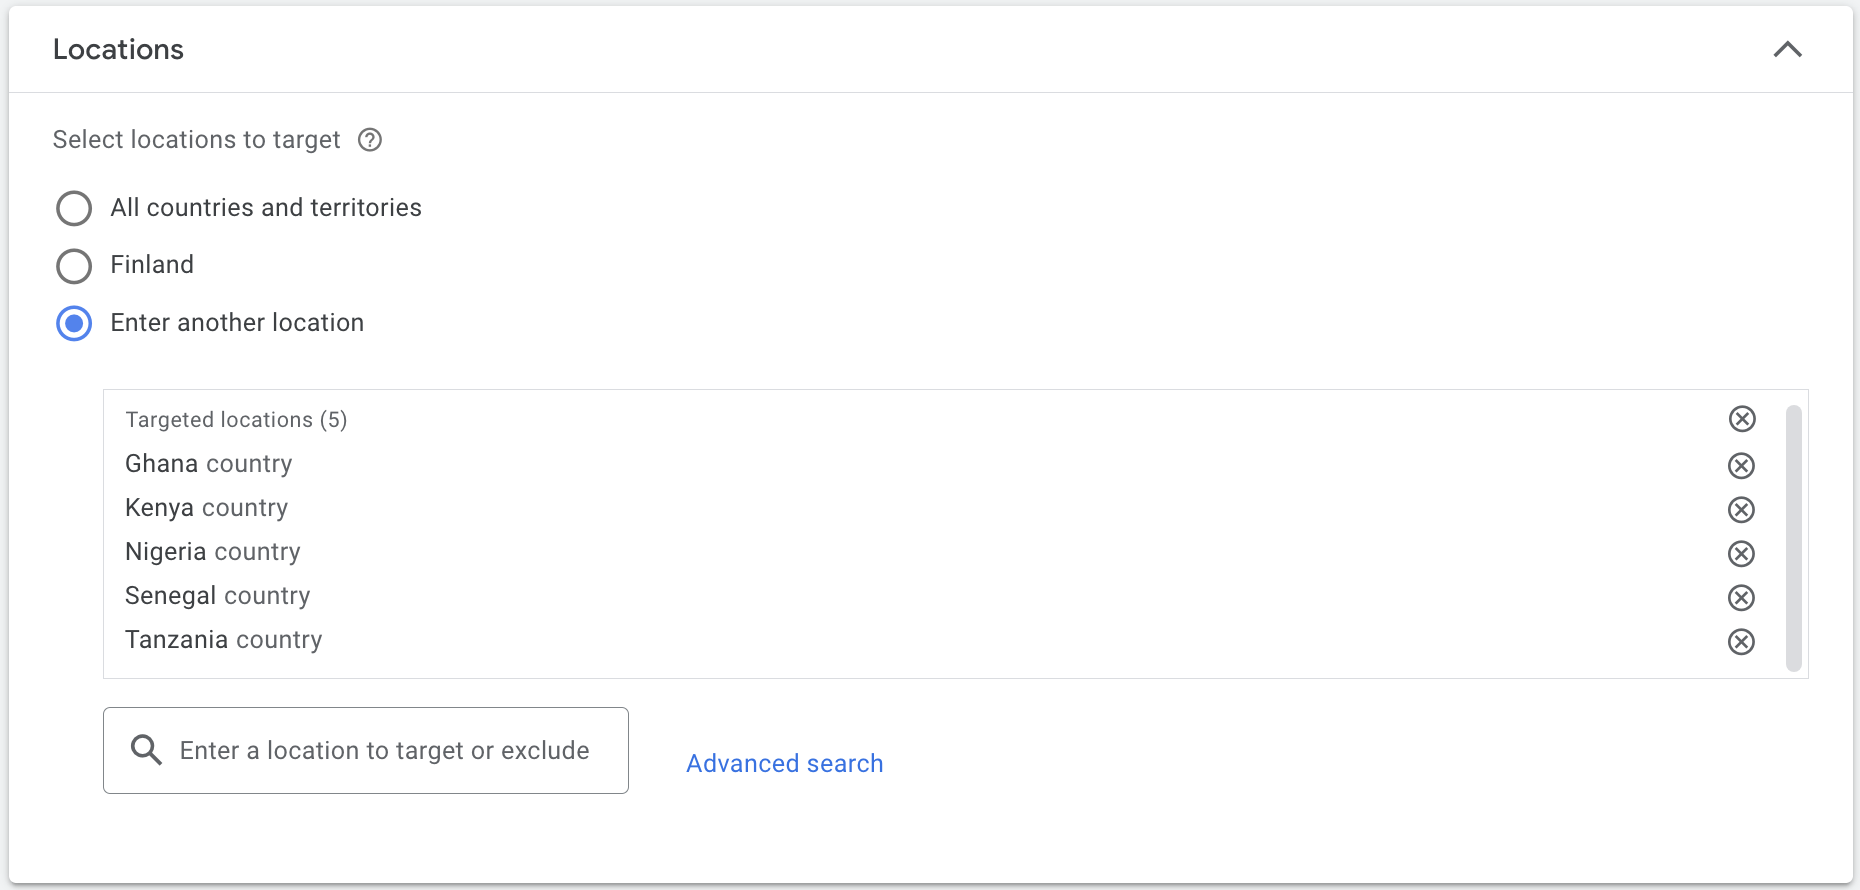 Locations
Select locations to target
All countries and territories
Finland
Enter another location
Targeted locations (5)
Ghana country
Kenya country
Nigeria country
Senegal country
Tanzania country
Enter a location to target or exclude
Advanced search